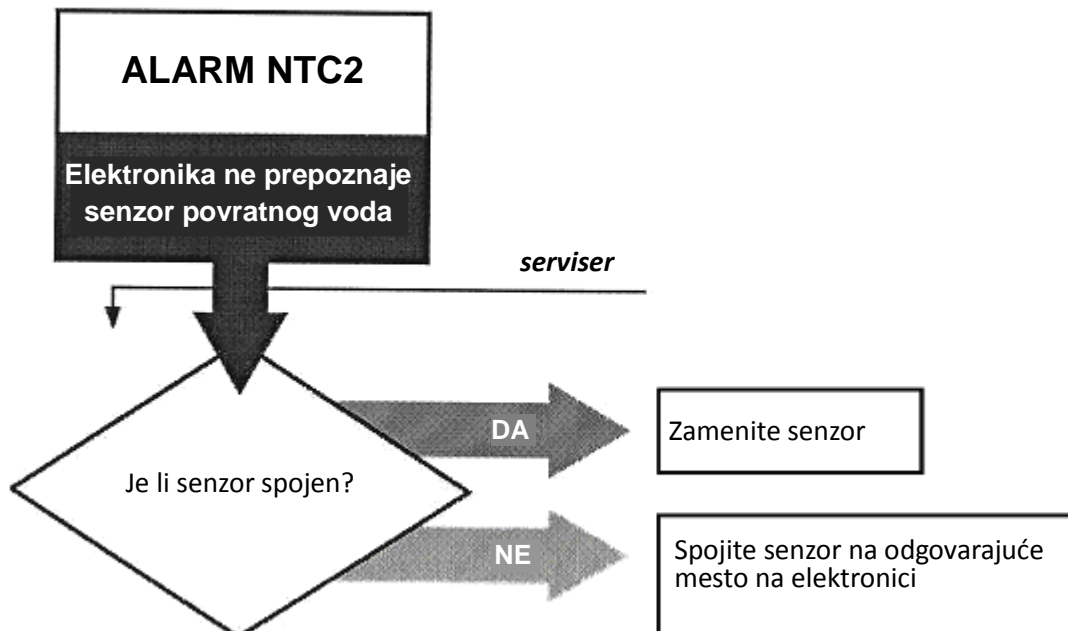 ALARM NTC2
Elektronika ne prepoznaje
senzor povratnog voda
serviser
Je li senzor spojen?
DA
Zamenite senzor
NE
Spojite senzor na odgovarajuće
mesto na elektronici